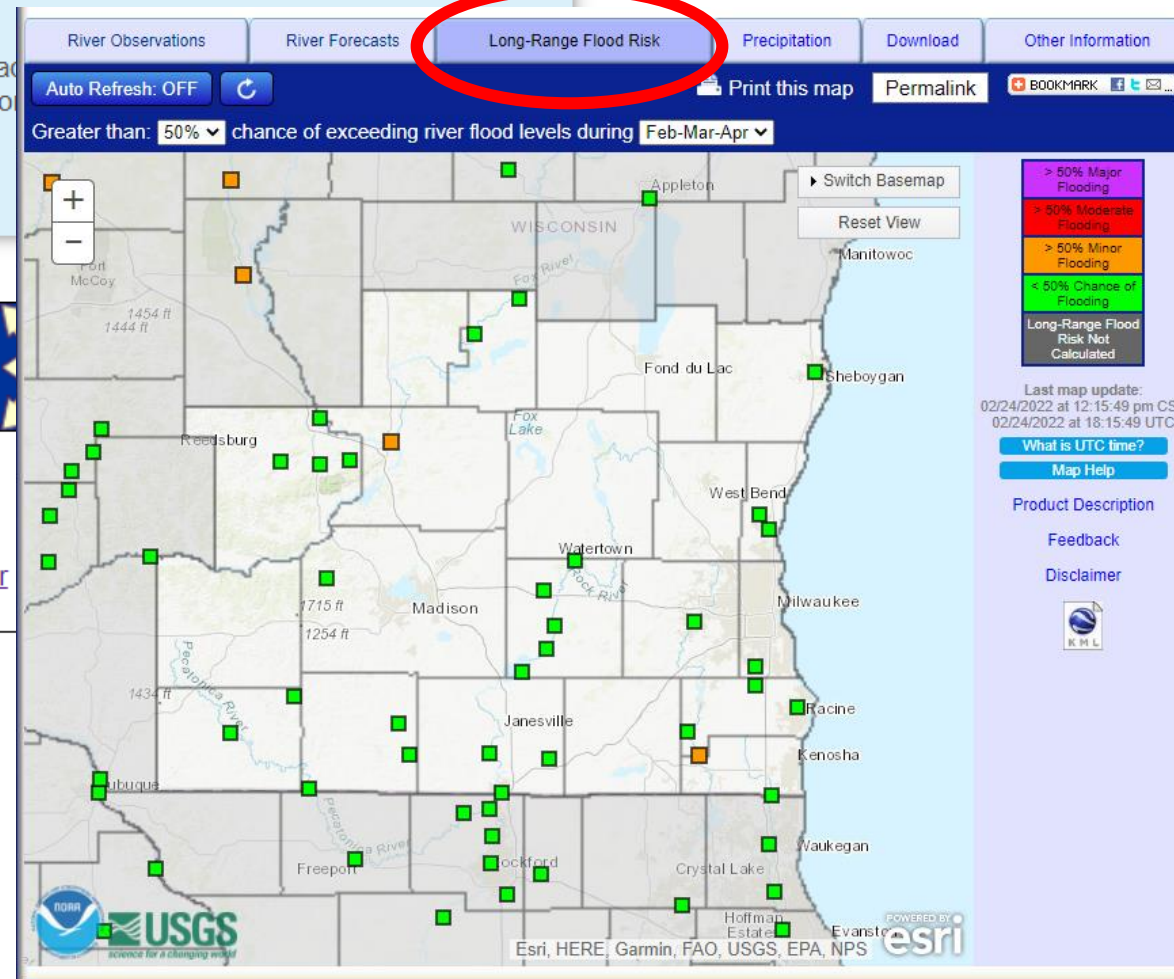 River Observations
River Forecasts
Long-Range Flood Risk
Precipitation
Download
Other Information
Auto Refresh: OFF
Print this map
Permalink
BOOKMARK
Greater than: 50% chance of exceeding river flood levels during Feb-Mar-Apr
+
−
Switch Basemap
Reset View
Appleton
WISCONSIN
Manitowoc
Fort
McCoy
Fox River
1454 ft
1444 ft
Fond du Lac
Sheboygan
Fox
Lake
Reedsburg
West Bend
Watertown
Rock River
Milwaukee
1715 ft
Madison
1254 ft
Pecatonica River
1434 ft
Janesville
Racine
Kenosha
Dubuque
Pecatonica River
Waukegan
Freeport
Rockford
Crystal Lake
Hoffman
Estates
Evanston
NOAA
USGS
science for a changing world
POWERED BY
esri
Esri, HERE, Garmin, FAO, USGS, EPA, NPS
> 50% Major
Flooding
> 50% Moderate
Flooding
> 50% Minor
Flooding
< 50% Chance of
Flooding
Long-Range Flood
Risk Not
Calculated
Last map update:
02/24/2022 at 12:15:49 pm CS
02/24/2022 at 18:15:49 UTC
What is UTC time?
Map Help
Product Description
Feedback
Disclaimer
KML